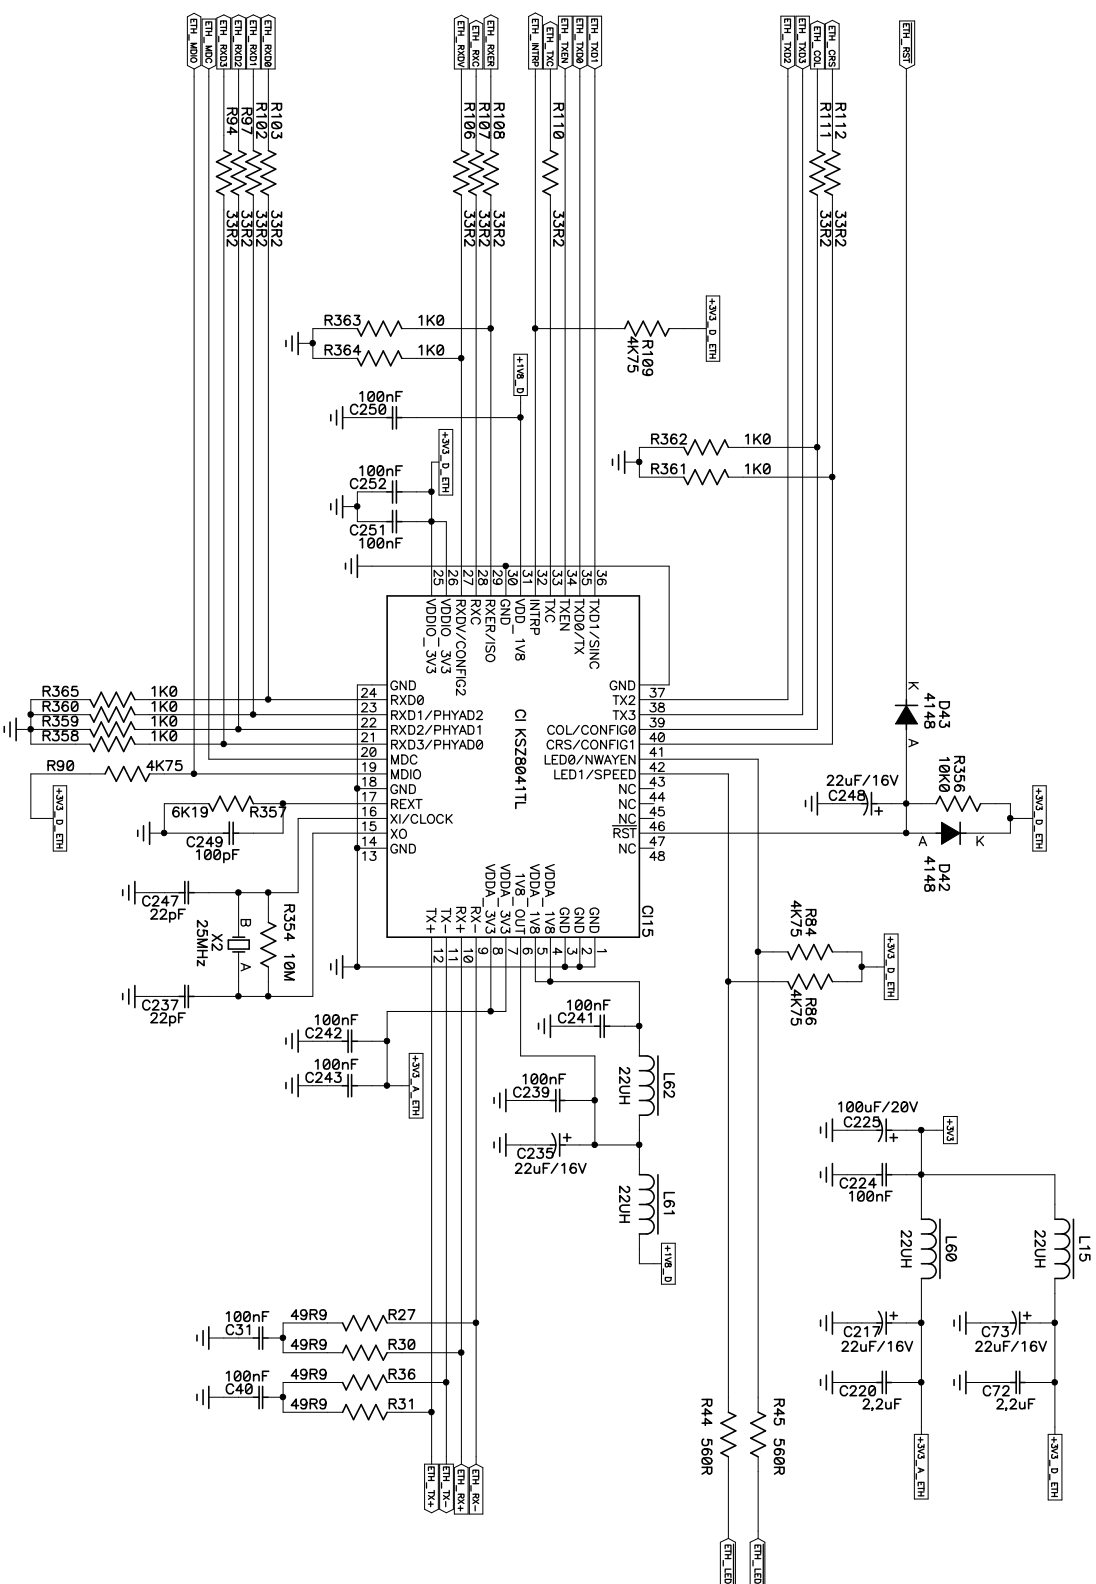 ETH_MDIO
ETH_MDC
ETH_RXD3
ETH_RXD2
ETH_RXD1
ETH_RXD0
ETH_RXDV
ETH_RXC
ETH_RXER
ETH_INTRP
ETH_TXC
ETH_TXEN
ETH_TXD0
ETH_TXD1
ETH_TXD2
ETH_TXD3
ETH_COL
ETH_CRS
ETH_RST
R94
R97
R102
R103
R106
R107
R108
R110
R111
R112
33R2
33R2
33R2
33R2
33R2
33R2
33R2
33R2
33R2
33R2
R363 1K0
R364 1K0
R109
4K75
+3V3_D_ETH
+1V8_D
100nF
C250
+3V3_D_ETH
100nF
C252
C251
100nF
R362 1K0
R361 1K0
25
26
27
28
29
30
31
32
33
34
35
36
VDDIO_3V3
VDDIO_3V3
RXDV/CONFIG2
RXC
RXER/ISO
GND
VDD_1V8
INTRP
TXC
TXEN
TXD0/TX
TXD1/SINC
CI KSZ8041TL
CI15
24 GND
23 RXD0
22 RXD1/PHYAD2
21 RXD2/PHYAD1
20 RXD3/PHYAD0
19 MDC
18 MDIO
17 GND
16 REXT
15 XI/CLOCK
14 XO
13 GND
GND 37
TX2 38
TX3 39
COL/CONFIG0 40
CRS/CONFIG1 41
LED0/NWAYEN 42
LED1/SPEED 43
NC 44
NC 45
NC 46
RST 47
NC 48
TX+
TX-
RX+
RX-
VDDA_3V3
VDDA_3V3
1V8_OUT
VDDA_1V8
VDDA_1V8
GND
GND
GND
12
11
10
9
8
7
6
5
4
3
2
1
R365 1K0
R360 1K0
R359 1K0
R358 1K0
R90 4K75
+3V3_D_ETH
6K19 R357
C249
100pF
C247
22pF
B
X2
25MHz
A
R354 10M
C237
22pF
K
D43
4148
A
22uF/16V
C248
+
R356
10K0
+3V3_D_ETH
A
K
D42
4148
R84
4K75
R86
4K75
+3V3_D_ETH
100nF
C242
100nF
C243
+3V3_A_ETH
100nF
C241
L62
22UH
100nF
C239
+
C235
22uF/16V
L61
22UH
+1V8_D
100uF/20V
C225
+
+3V3
C224
100nF
L60
22UH
L15
22UH
+
C217
22uF/16V
+
C73
22uF/16V
C220
2,2uF
C72
2,2uF
+3V3_A_ETH
+3V3_D_ETH
49R9 R27
49R9 R30
49R9 R36
49R9 R31
100nF
C31
100nF
C40
ETH_TX+
ETH_TX-
ETH_RX+
ETH_RX-
R44 560R
R45 560R
ETH_LED
ETH_LED